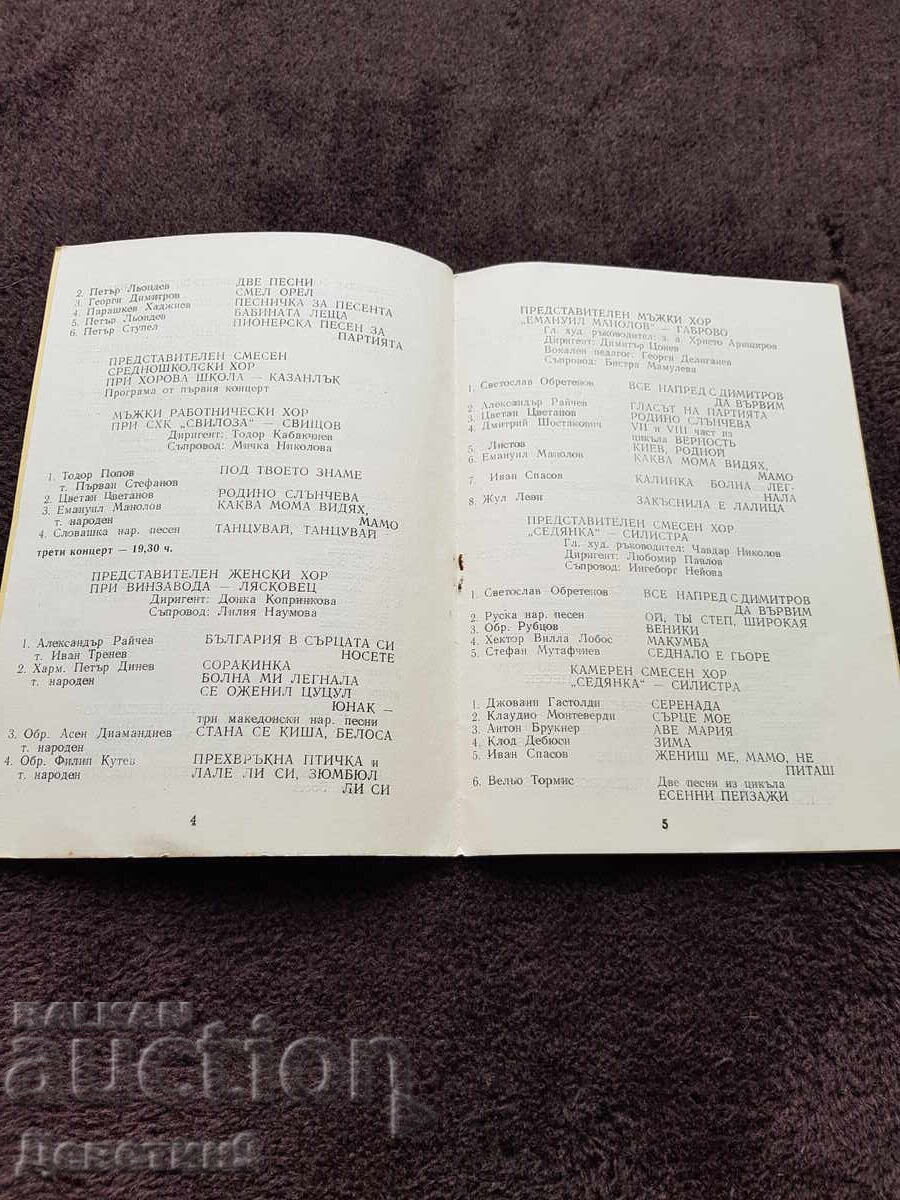 2. Петър Льондев ДВЕ ПЕСНИ
3. Георги Димитров СМЕЛ ОРЕЛ
4. Парашкев Хаджиев ПЕСНИЧКА ЗА ПЕСЕНТА
5. Петър Льондев БАБИНАТА ЛЕЩА
6. Петър Ступел ПИОНЕРСКА ПЕСЕН ЗА
ПАРТИЯТА
ПРЕДСТАВИТЕЛЕН СМЕСЕН
СРЕДНОШКОЛСКИ ХОР
ПРИ ХОРОВА ШКОЛА — КАЗАНЛЪК
Програма от първия концерт
МЪЖКИ РАБОТНИЧЕСКИ ХОР
ПРИ СХК „СВИЛОЗА“ — СВИЩОВ
Диригент: Тодор Кабакчиев
Съпровод: Мичка Николова
1. Тодор Попов ПОД ТВОЕТО ЗНАМЕ
т. Първан Стефанов
2. Цветан Цветанов РОДИНО СЛЪНЧЕВА
3. Емануил Манолов КАКВА МОМА ВИДЯХ,
т. народен МАМО
4. Словашка нар. песен ТАНЦУВАЙ, ТАНЦУВАЙ
трети концерт — 19,30 ч.
ПРЕДСТАВИТЕЛЕН ЖЕНСКИ ХОР
ПРИ ВИНЗАВОДА — ЛЯСКОВЕЦ
Диригент: Донка Копринкова
Съпровод: Лилия Наумова
1. Александър Райчев БЪЛГАРИЯ В СЪРЦАТА СИ
т. Иван Тренев НОСЕТЕ
2. Харм. Петър Динев СОРАКИНКА
т. народен БОЛНА МИ ЛЕГНАЛА
СЕ ОЖЕНИЛ ЦУЦУЛ
ЮНАК —
три македонски нар. песни
3. Обр. Асен Диамандиев СТАНА СЕ КИША, БЕЛОСА
т. народен
4. Обр. Филип Кутев ПРЕХВРЪКНА ПТИЧКА и
т. народен ЛАЛЕ ЛИ СИ, ЗЮМБЮЛ
ЛИ СИ
4
ПРЕДСТАВИТЕЛЕН МЪЖКИ ХОР
„ЕМАНУИЛ МАНОЛОВ“ — ГАБРОВО
Гл. худ. ръководител: з. а. Христо Ариширов
Диригент: Димитър Цонев
Вокален педагог: Георги Делиганев
Съпровод: Бистра Мамулева
1. Светослав Обретенов ВСЕ НАПРЕД С ДИМИТРОВ
ДА ВЪРВИМ
2. Александър Райчев ГЛАСЪТ НА ПАРТИЯТА
3. Цветан Цветанов РОДИНО СЛЪНЧЕВА
4. Дмитрий Шостакович VII и VIII част из
цикъла ВЕРНОСТЬ
5. Листов КИЕВ, РОДНОЙ
6. Емануил Манолов КАКВА МОМА ВИДЯХ,
МАМО
7. Иван Спасов КАЛИНКА БОЛНА ЛЕГ-
НАЛА
8. Жул Леви ЗАКЪСНИЛА Е ЛАЛИЦА
ПРЕДСТАВИТЕЛЕН СМЕСЕН ХОР
„СЕДЯНКА“ — СИЛИСТРА
Гл. худ. ръководител: Чавдар Николов
Диригент: Любомир Павлов
Съпровод: Ингеборг Нейова
1. Светослав Обретенов ВСЕ НАПРЕД С ДИМИТРОВ
ДА ВЪРВИМ
2. Руска нар. песен ОЙ, ТЫ СТЕП, ШИРОКАЯ
3. Обр. Рубцов ВЕНИКИ
4. Хектор Вилла Лобос МАКУМБА
5. Стефан Мутафчиев СЕДНАЛО Е ГЬОРЕ
КАМЕРЕН СМЕСЕН ХОР
„СЕДЯНКА“ — СИЛИСТРА
1. Джовани Гастолди СЕРЕНАДА
2. Клаудио Монтеверди СЪРЦЕ МОЕ
3. Антон Брукнер АВЕ МАРИЯ
4. Клод Дебюси ЗИМА
5. Иван Спасов ЖЕНИШ МЕ, МАМО, НЕ
ПИТАШ
6. Вельо Тормис Две песни из цикъла
ЕСЕННИ ПЕЙЗАЖИ
5
BALKAN
auction
Деветини